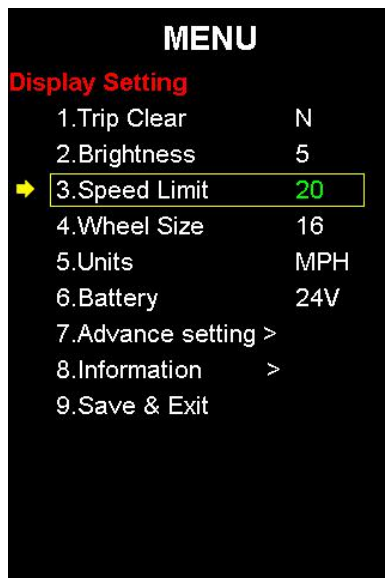 MENU
Display Setting
1.Trip Clear N
2.Brightness 5
3.Speed Limit 20
4.Wheel Size 16
5.Units MPH
6.Battery 24V
7.Advance setting >
8.Information >
9.Save & Exit